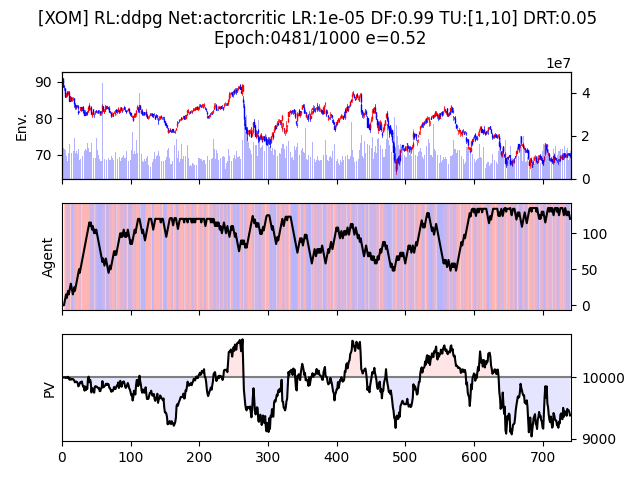 [XOM] RL:ddpg Net:actorcritic LR:1e-05 DF:0.99 TU:[1,10] DRT:0.05
Epoch:0481/1000 e=0.52
1e7
90
80
70
Env.
4
2
0
Agent
100
50
0
PV
10000
9000
0 100 200 300 400 500 600 700